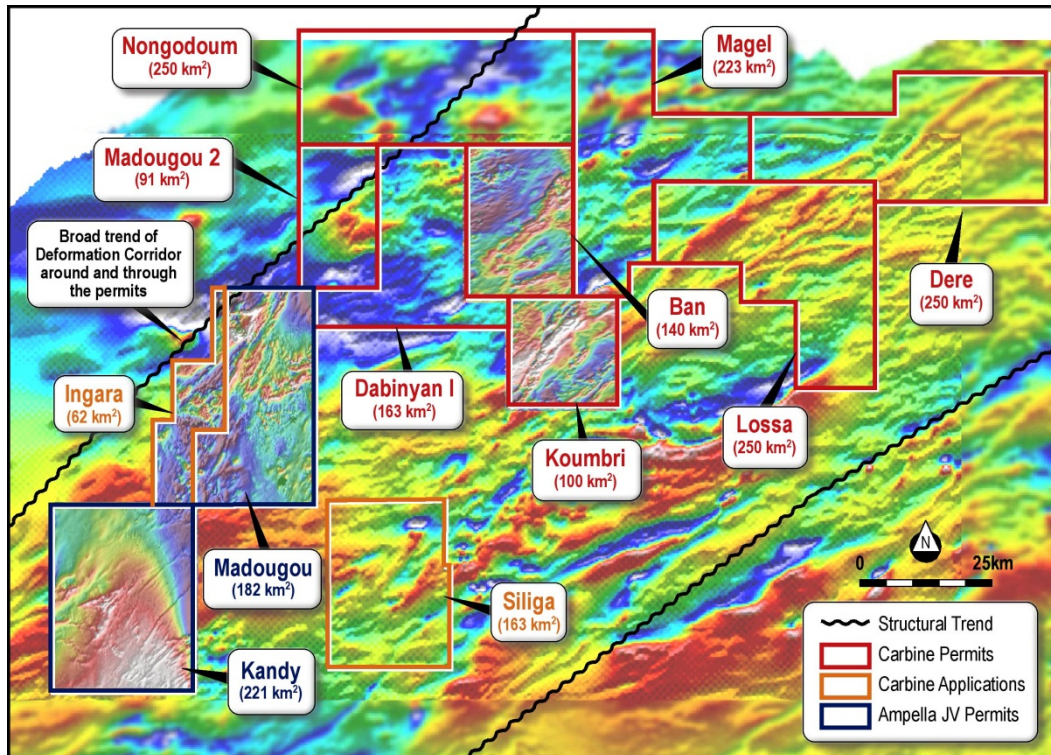 Nongodoum
(250 km²)
Magel
(223 km²)
Madougou 2
(91 km²)
Broad trend of
Deformation Corridor
around and through
the permits
Dere
(250 km²)
Ban
(140 km²)
Ingara
(62 km²)
Dabinyan I
(163 km²)
Lossa
(250 km²)
Koumbri
(100 km²)
Madougou
(182 km²)
Siliga
(163 km²)
Kandy
(221 km²)
N
0 25km
Structural Trend
Carbine Permits
Carbine Applications
Ampella JV Permits